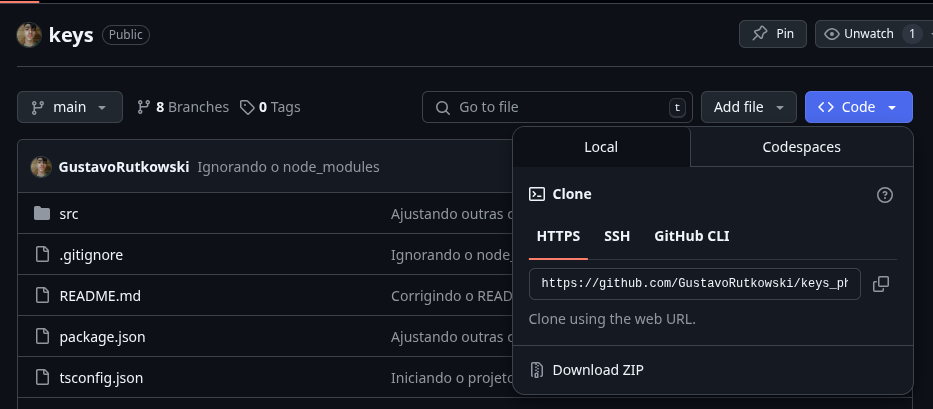 keys Public Pin Unwatch 1
main 8 Branches 0 Tags Go to file t Add file Code
Local Codespaces
GustavoRutkowski Ignorando o node_modules
Clone
src Ajustando outras
HTTPS SSH GitHub CLI
.gitignore Ignorando o node_
https://github.com/GustavoRutkowski/keys_ph
README.md Corrigindo o READ
Clone using the web URL.
package.json Ajustando outras
Download ZIP
tsconfig.json Iniciando o projeto